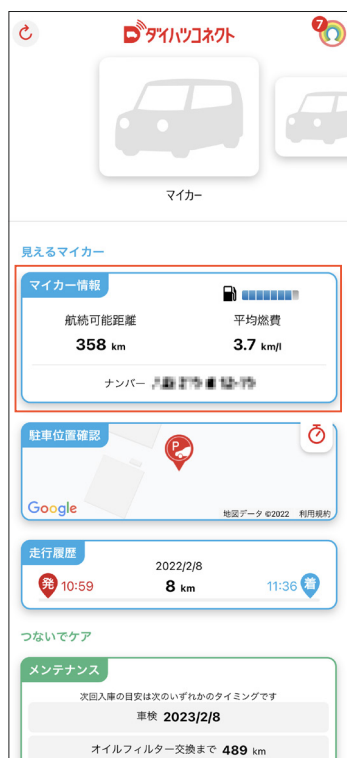 ダイハツコネクト
7
マイカー
見えるマイカー
マイカー情報
航続可能距離
平均燃費
358 km
3.7 km/l
ナンバー
駐車位置確認
P
Google
地図データ ©2022 利用規約
走行履歴
2022/2/8
発 10:59
8 km
11:36 着
つないでケア
メンテナンス
次回入庫の目安は次のいずれかのタイミングです
車検 2023/2/8
オイルフィルター交換まで 489 km